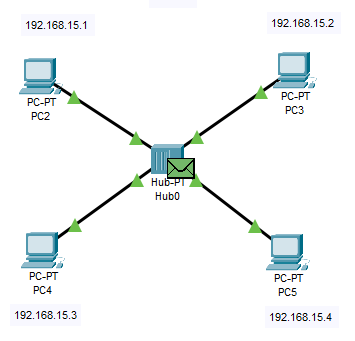 192.168.15.1
192.168.15.2
PC-PT
PC2
PC-PT
PC3
Hub-PT
Hub0
PC-PT
PC4
PC-PT
PC5
192.168.15.3
192.168.15.4